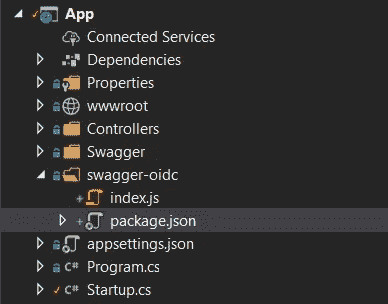 App
Connected Services
Dependencies
Properties
wwwroot
Controllers
Swagger
swagger-oidc
index.js
package.json
appsettings.json
C# Program.cs
C# Startup.cs